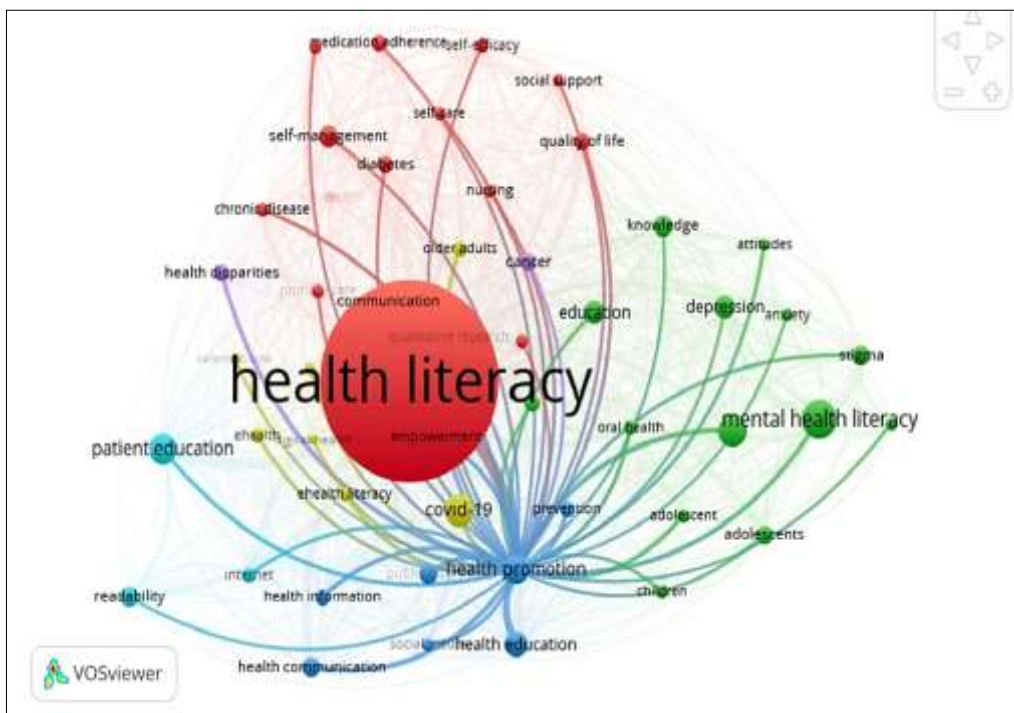 medication adherence
self-efficacy
social support
self-care
self-management
quality of life
diabetes
nursing
chronic disease
knowledge
attitudes
older adults
cancer
health disparities
communication
education
depression
anxiety
qualitative research
stigma
health literacy
mental health literacy
oral health
ehealth
empowerment
patient education
ehealth literacy
covid-19
prevention
adolescent
adolescents
internet
health promotion
children
readability
health information
health education
health communication
VOSviewer